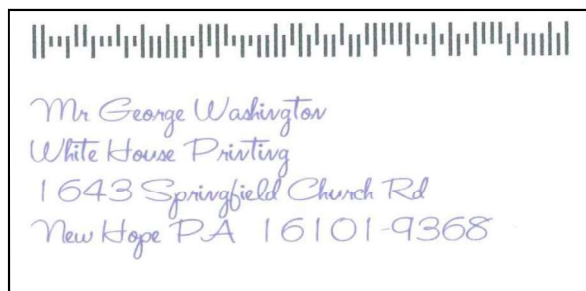 Mr George Washington
White House Printing
1643 Springfield Church Rd
New Hope PA 16101-9368